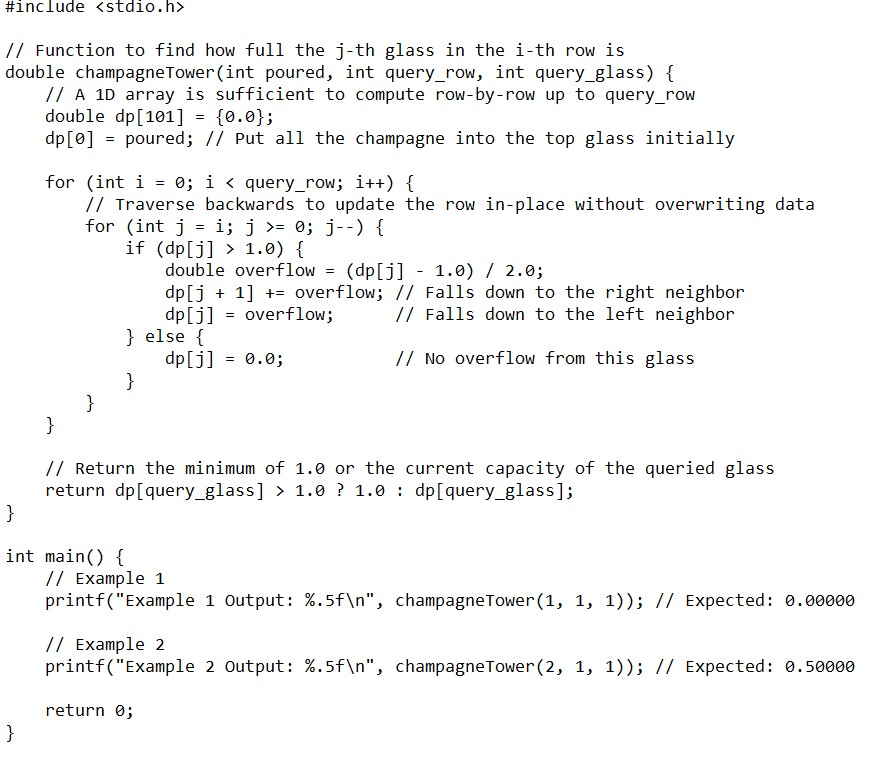 #include <stdio.h>

// Function to find how full the j-th glass in the i-th row is
double champagneTower(int poured, int query_row, int query_glass) {
    // A 1D array is sufficient to compute row-by-row up to query_row
    double dp[101] = {0.0};
    dp[0] = poured; // Put all the champagne into the top glass initially

    for (int i = 0; i < query_row; i++) {
        // Traverse backwards to update the row in-place without overwriting data
        for (int j = i; j >= 0; j--) {
            if (dp[j] > 1.0) {
                double overflow = (dp[j] - 1.0) / 2.0;
                dp[j + 1] += overflow; // Falls down to the right neighbor
                dp[j] = overflow;      // Falls down to the left neighbor
            } else {
                dp[j] = 0.0;           // No overflow from this glass
            }
        }
    }

    // Return the minimum of 1.0 or the current capacity of the queried glass
    return dp[query_glass] > 1.0 ? 1.0 : dp[query_glass];
}

int main() {
    // Example 1
    printf("Example 1 Output: %.5f\n", champagneTower(1, 1, 1)); // Expected: 0.00000

    // Example 2
    printf("Example 2 Output: %.5f\n", champagneTower(2, 1, 1)); // Expected: 0.50000

    return 0;
}